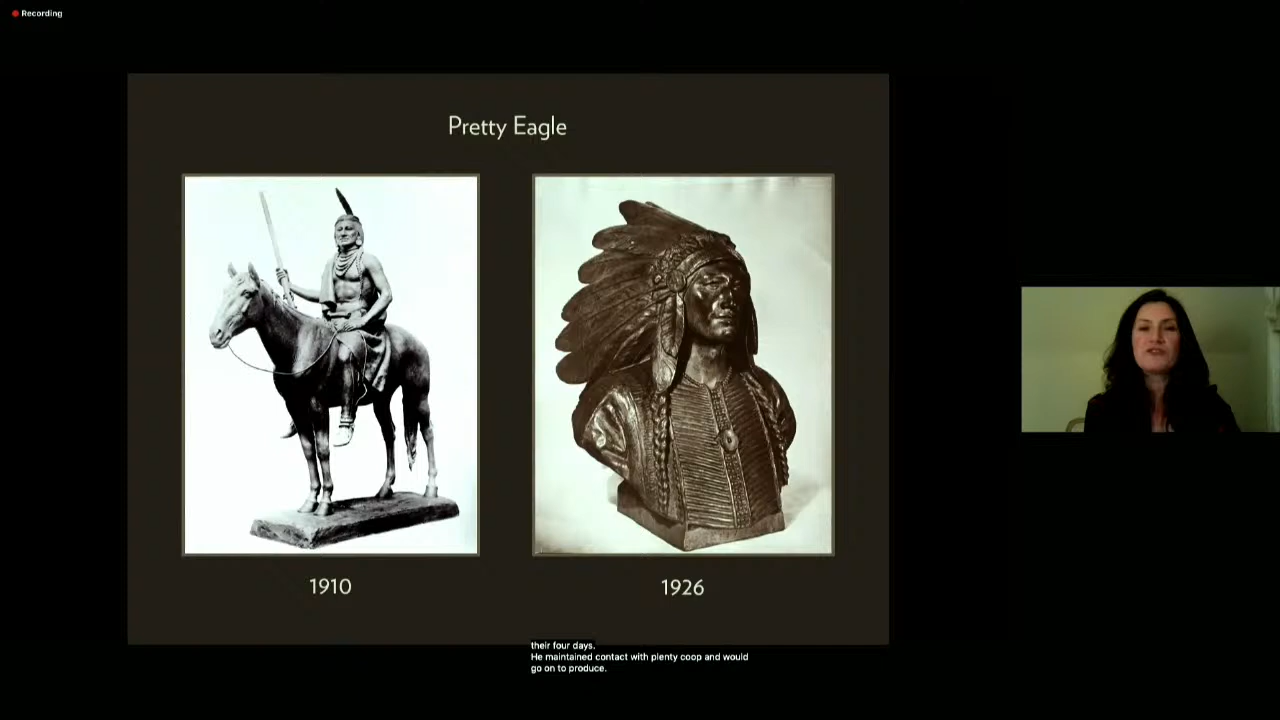 Recording
Pretty Eagle
1910
1926
their four days.
He maintained contact with plenty coop and would
go on to produce.